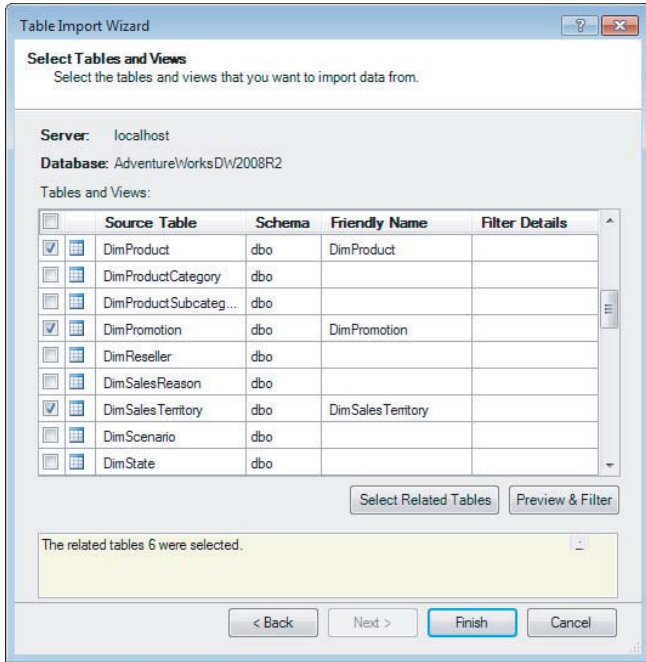 Table Import Wizard
Select Tables and Views
Select the tables and views that you want to import data from.
Server: localhost
Database: AdventureWorksDW2008R2
Tables and Views:
Source Table Schema Friendly Name Filter Details
DimProduct dbo DimProduct
DimProductCategory dbo
DimProductSubcateg... dbo
DimPromotion dbo DimPromotion
DimReseller dbo
DimSalesReason dbo
DimSalesTerritory dbo DimSalesTerritory
DimScenario dbo
DimState dbo
Select Related Tables Preview & Filter
The related tables 6 were selected.
< Back Next > Finish Cancel